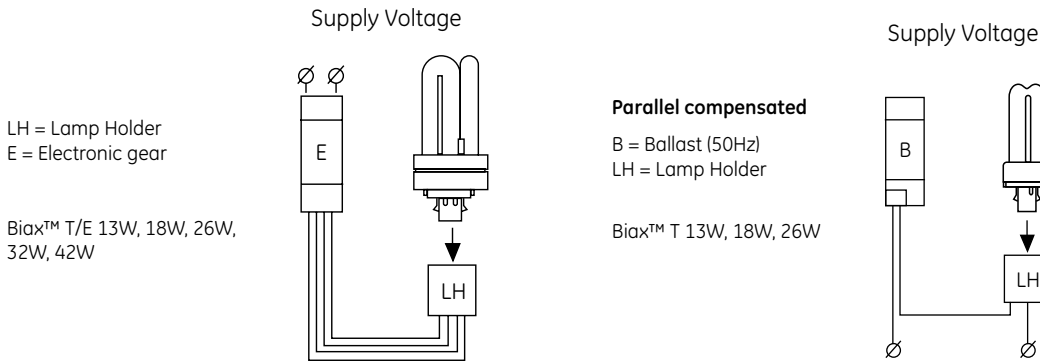 Supply Voltage
LH = Lamp Holder
E = Electronic gear
Biax™ T/E 13W, 18W, 26W,
32W, 42W
E
LH
Supply Voltage
Parallel compensated
B = Ballast (50Hz)
LH = Lamp Holder
Biax™ T 13W, 18W, 26W
B
LH